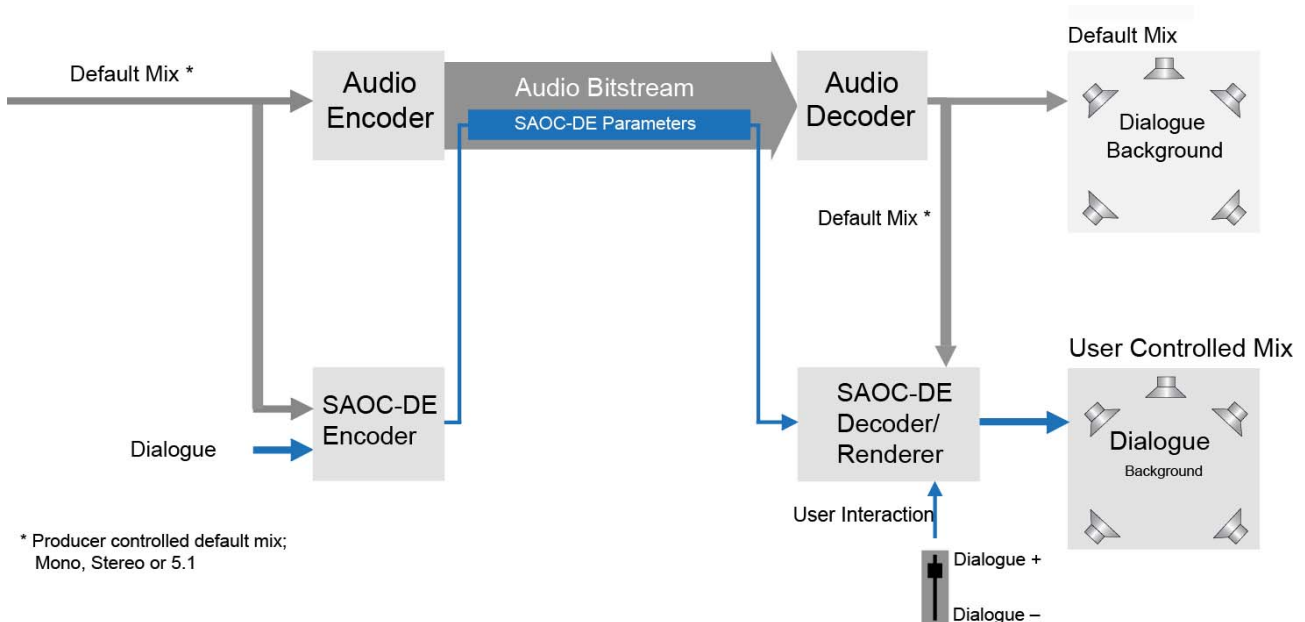 Default Mix *
Audio
Encoder
Audio Bitstream
SAOC-DE Parameters
Audio
Decoder
Default Mix
Dialogue
Background
Default Mix *
SAOC-DE
Encoder
Dialogue
SAOC-DE
Decoder/
Renderer
User Controlled Mix
Dialogue
Background
User Interaction
Dialogue +
Dialogue –
* Producer controlled default mix;
Mono, Stereo or 5.1